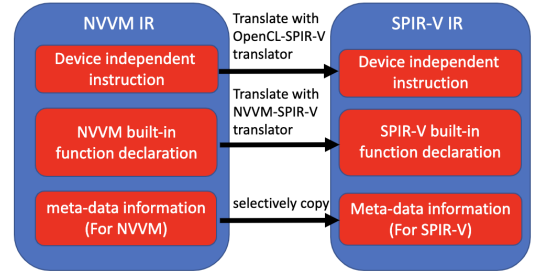 NVVM IR
Device independent
instruction
NVVM built-in
function declaration
meta-data information
(For NVVM)
Translate with
OpenCL-SPIR-V
translator
Translate with
NVVM-SPIR-V
translator
selectively copy
SPIR-V IR
Device independent
instruction
SPIR-V built-in
function declaration
Meta-data information
(For SPIR-V)